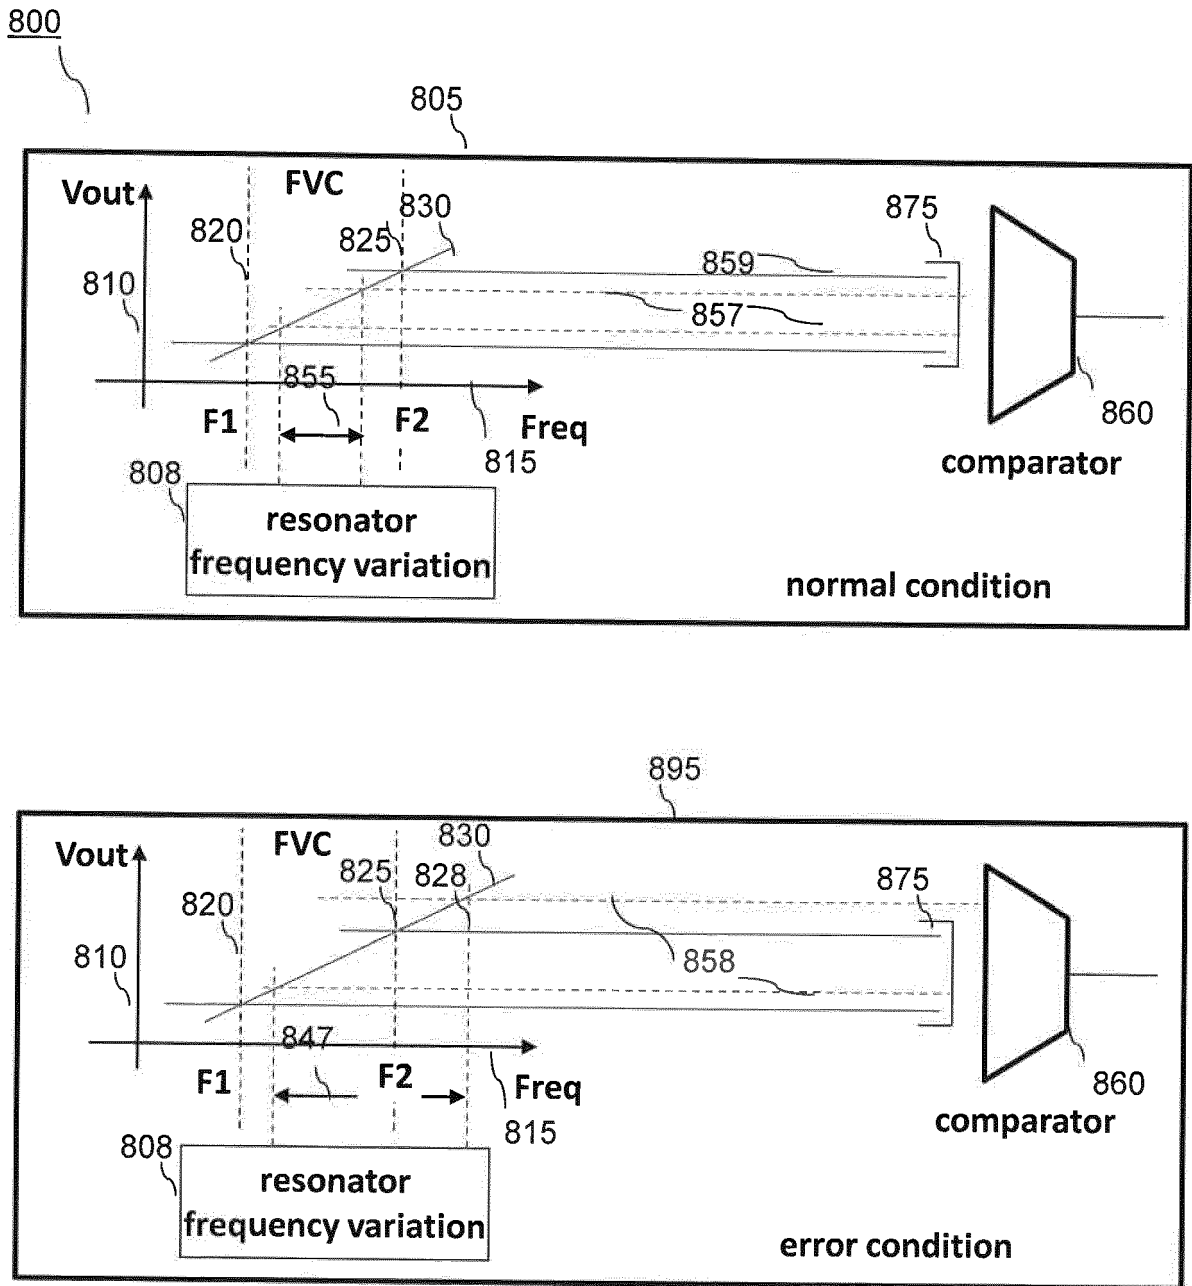 800
805
Vout
FVC
820
825
830
875
859
810
857
855
F1
F2
Freq
815
860
comparator
808
resonator
frequency variation
normal condition
895
Vout
FVC
830
825
828
875
820
810
858
847
F1
F2
Freq
815
860
comparator
808
resonator
frequency variation
error condition